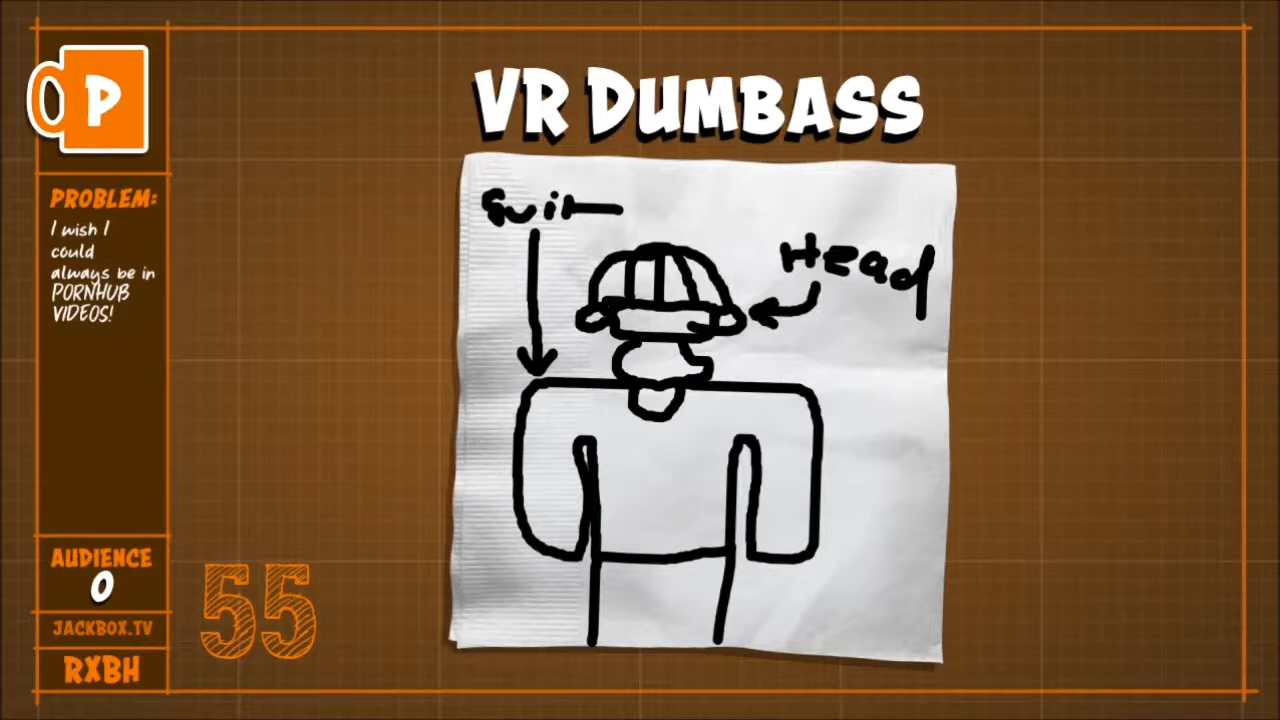 P
VR DUMBASS
PROBLEM:
I wish I
could
always be in
PORNHUB
VIDEOS!
Suit
Head
AUDIENCE
0
JACKBOX.TV
RXBH
55